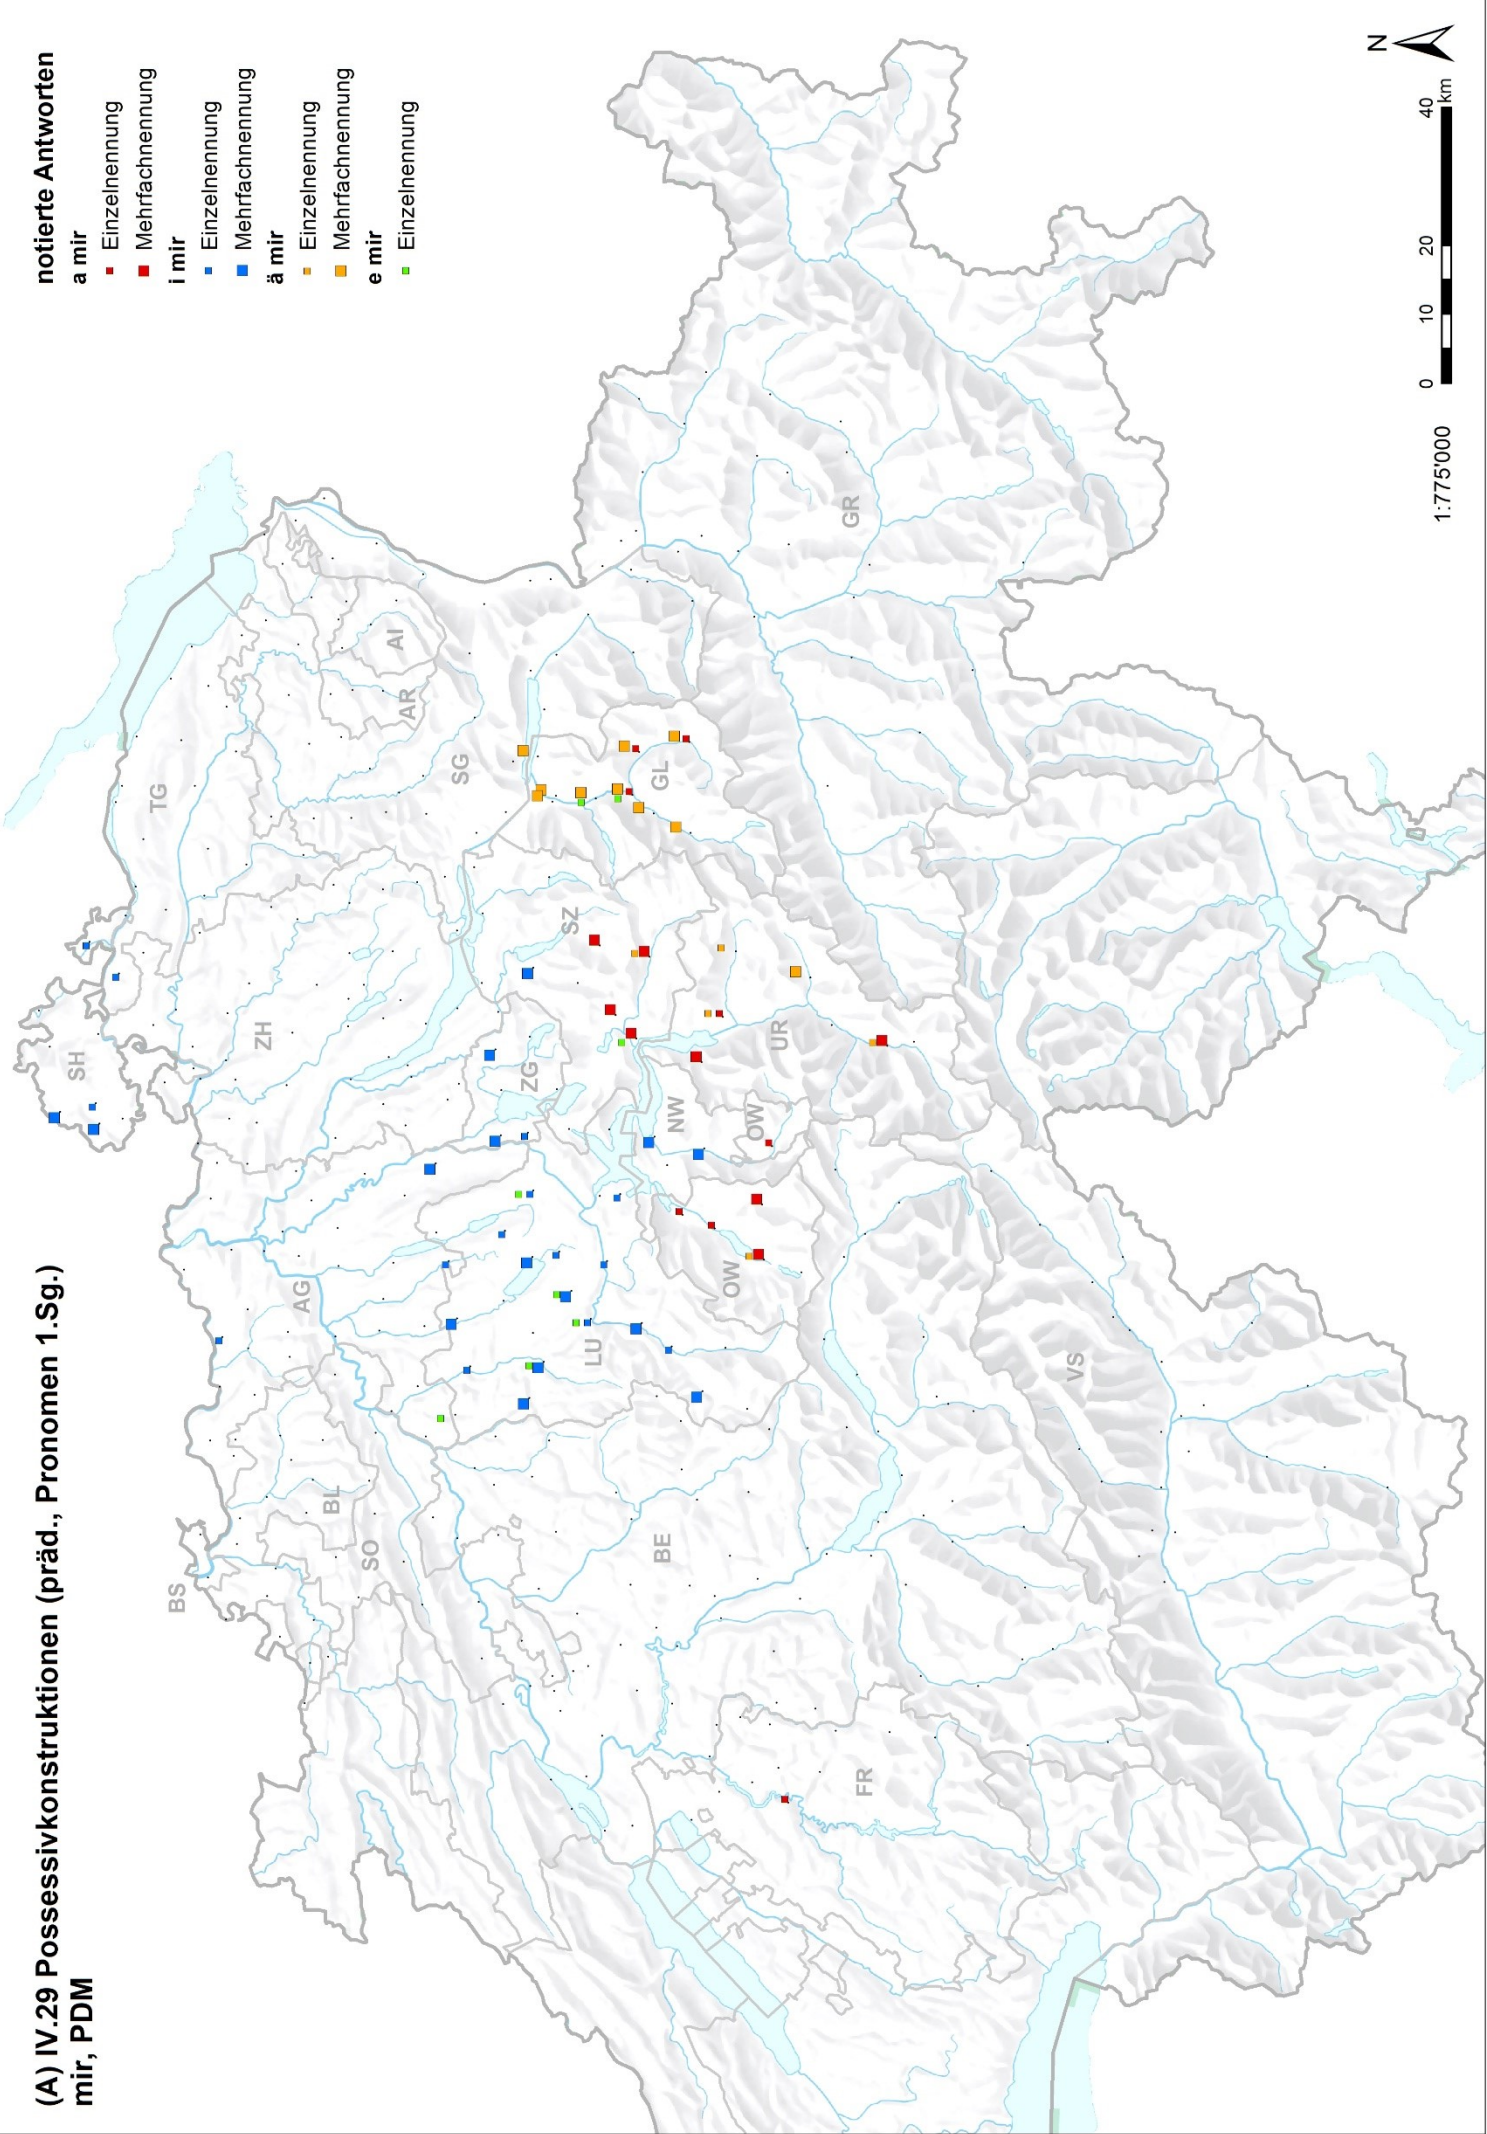 (A) IV.29 Possessivkonstruktionen (präd., Pronomen 1.Sg.)
mir, PDM
notierte Antworten
a mir
Einzelnennung
Mehrfachnennung
i mir
Einzelnennung
Mehrfachnennung
ä mir
Einzelnennung
Mehrfachnennung
e mir
Einzelnennung
BS
SH
TG
BL
AG
ZH
SO
AR
AI
SG
ZG
SZ
LU
BE
NW
GL
OW
OW
UR
GR
FR
VS
N
1:775'000
0 10 20 40
km